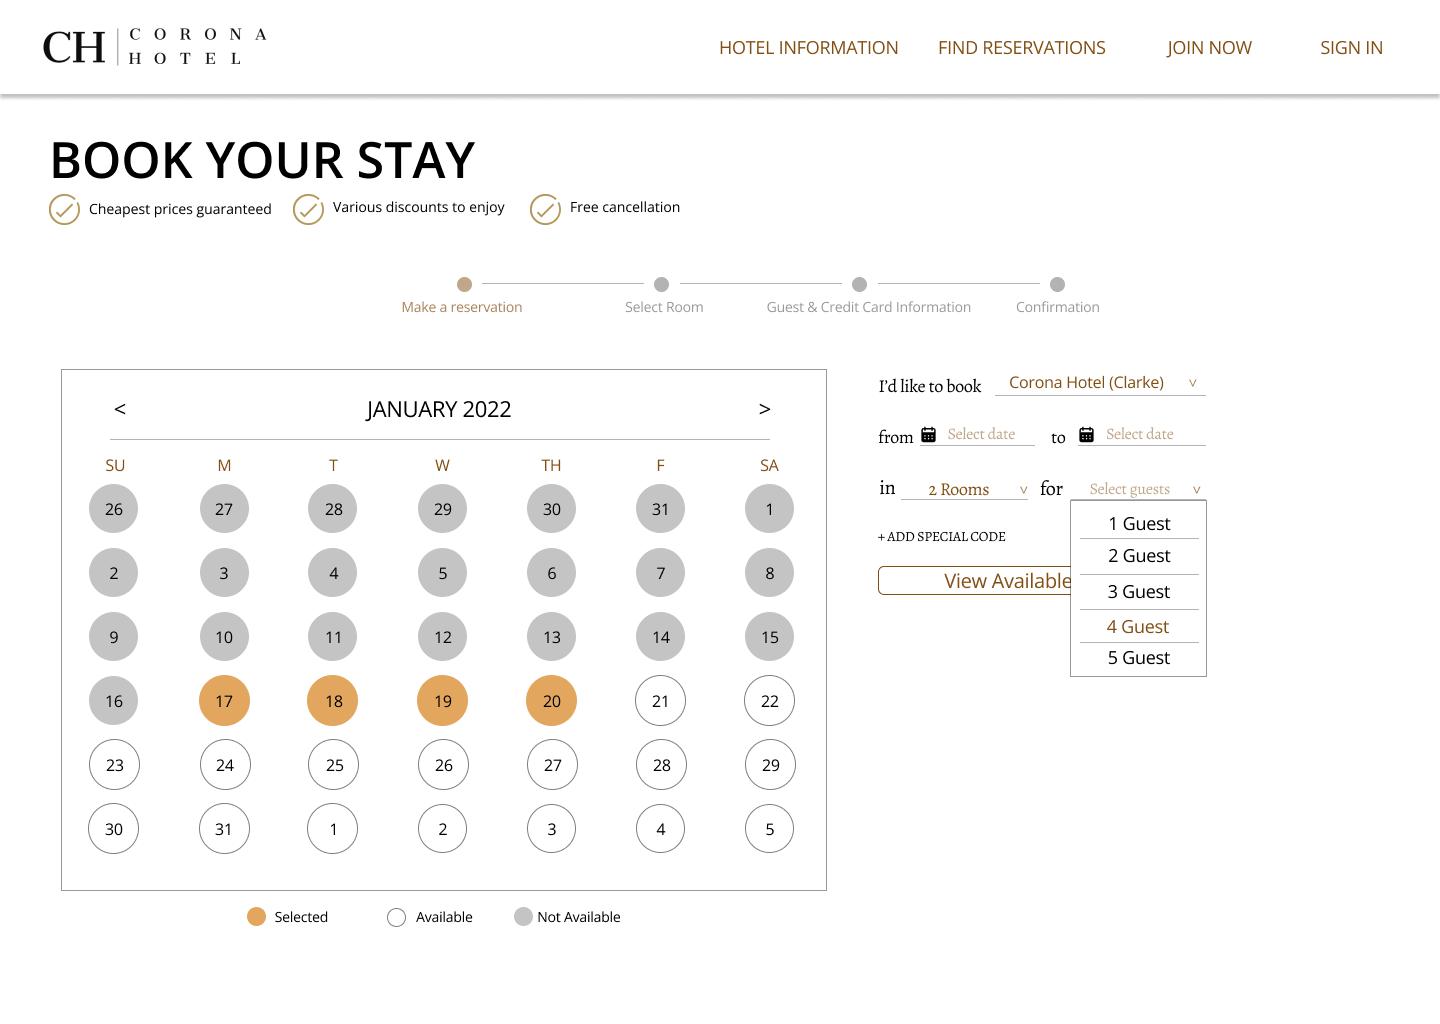 CH CORONA
HOTEL
HOTEL INFORMATION FIND RESERVATIONS JOIN NOW SIGN IN
BOOK YOUR STAY
Cheapest prices guaranteed Various discounts to enjoy Free cancellation
Make a reservation Select Room Guest & Credit Card Information Confirmation
< JANUARY 2022 >
SU M T W TH F SA
26 27 28 29 30 31 1
2 3 4 5 6 7 8
9 10 11 12 13 14 15
16 17 18 19 20 21 22
23 24 25 26 27 28 29
30 31 1 2 3 4 5
Selected Available Not Available
I'd like to book Corona Hotel (Clarke) v
from Select date to Select date
in 2 Rooms v for Select guests v
+ ADD SPECIAL CODE
View Available
1 Guest
2 Guest
3 Guest
4 Guest
5 Guest